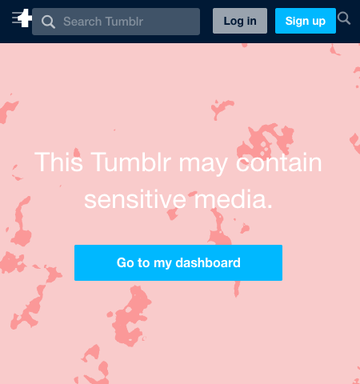 Search Tumblr
Log in
Sign up
This Tumblr may contain
sensitive media.
Go to my dashboard